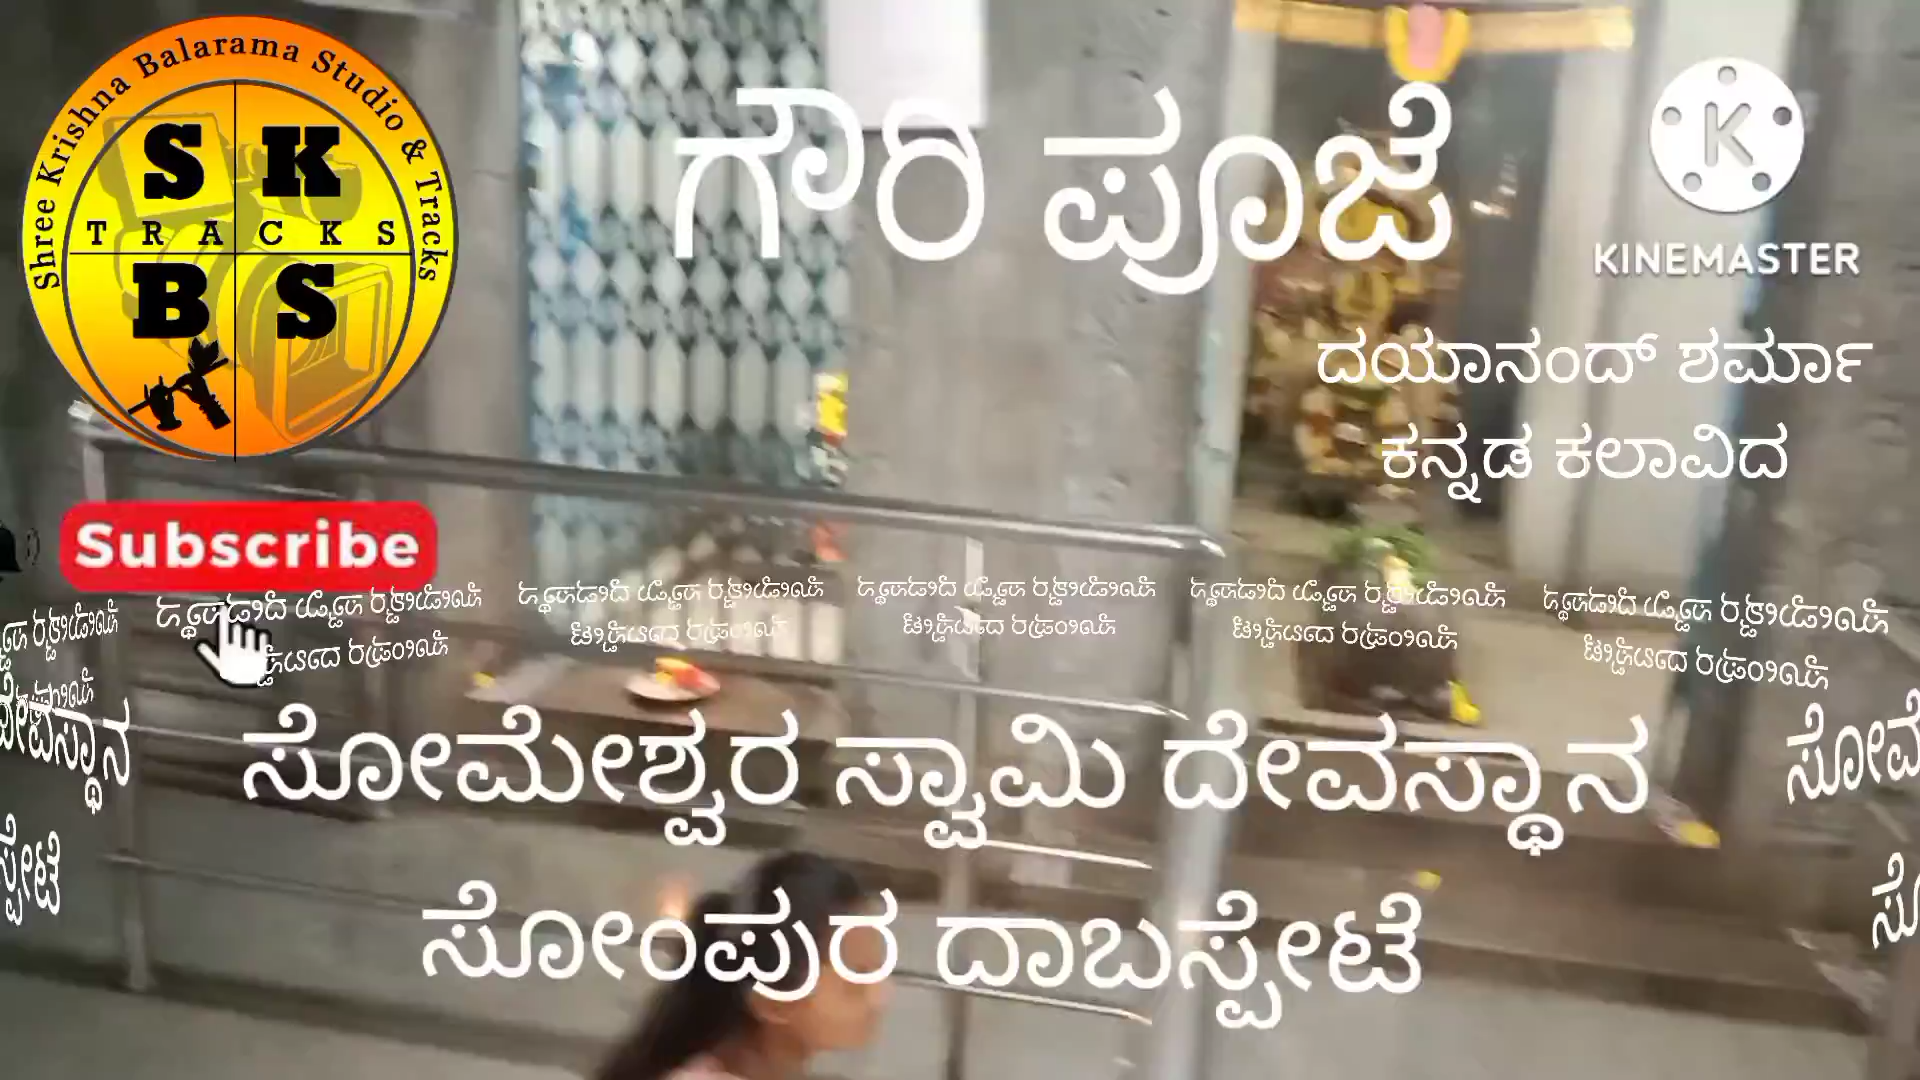 Shree Krishna Balarama Studio & Tracks
S K
TRACKS
B S
ಗೌರಿ ಪೂಜೆ
KINEMASTER
ದಯಾನಂದ್ ಶರ್ಮಾ
ಕನ್ನಡ ಕಲಾವಿದ
Subscribe
ಸೋಮೇಶ್ವರ ಸ್ವಾಮಿ ದೇವಸ್ಥಾನ
ಸೋಂಪುರ ದಾಬಸ್ಪೇಟೆ